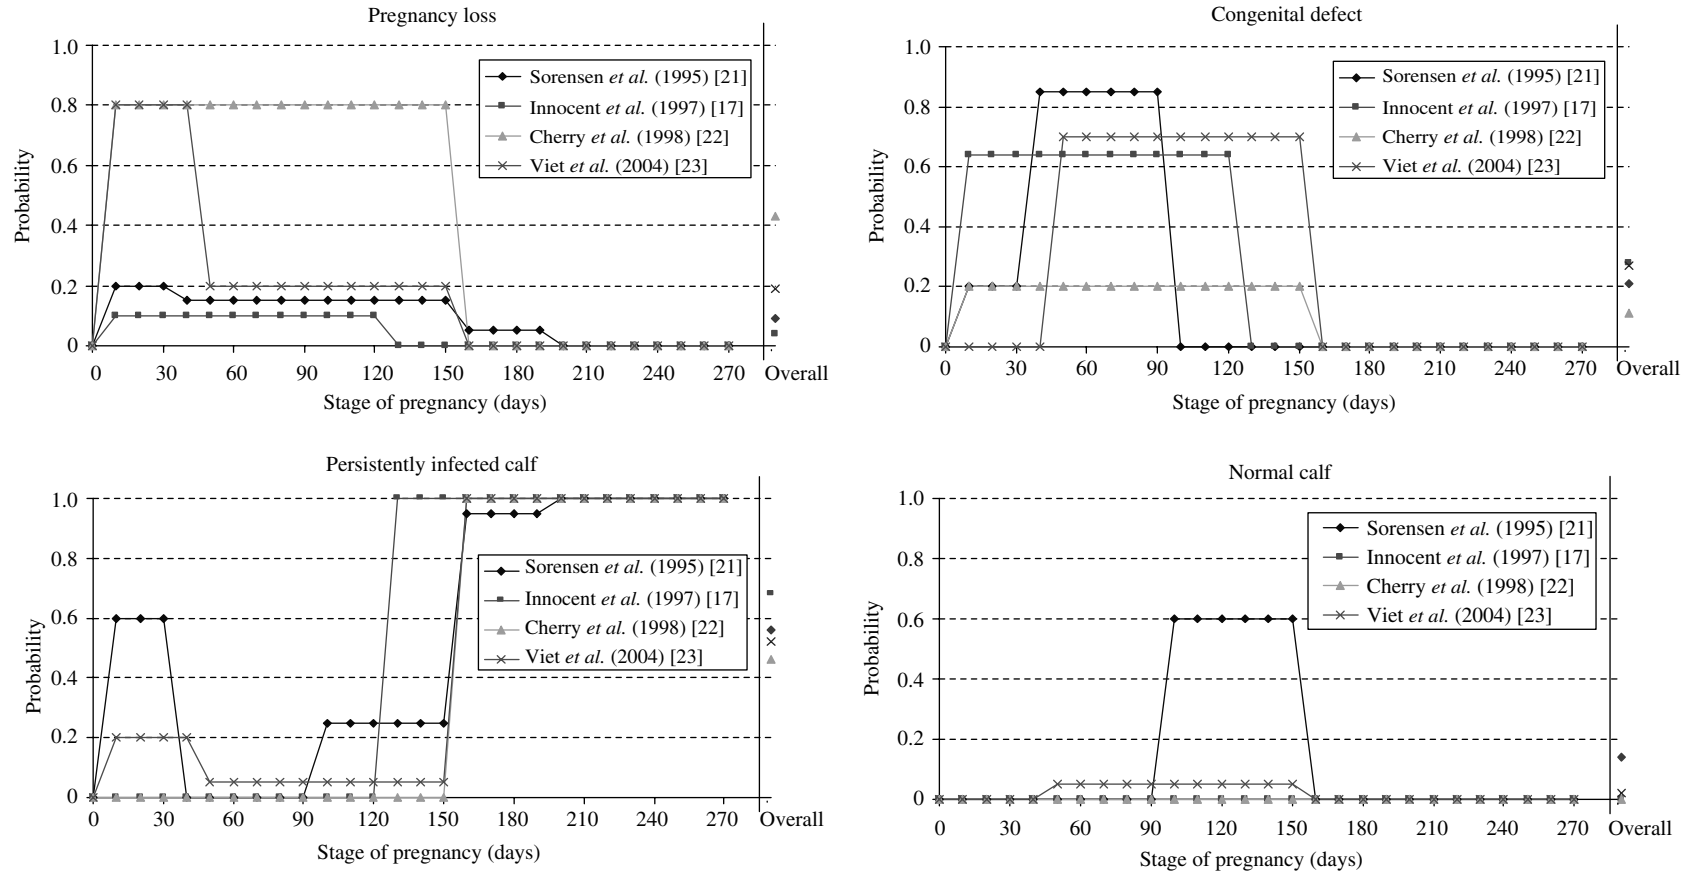 Pregnancy loss
1.0
0.8
0.6
0.4
0.2
0
Probability
Sorensen et al. (1995) [21]
Innocent et al. (1997) [17]
Cherry et al. (1998) [22]
Viet et al. (2004) [23]
0 30 60 90 120 150 180 210 240 270 Overall
Stage of pregnancy (days)
Congenital defect
1.0
0.8
0.6
0.4
0.2
0
Probability
Sorensen et al. (1995) [21]
Innocent et al. (1997) [17]
Cherry et al. (1998) [22]
Viet et al. (2004) [23]
0 30 60 90 120 150 180 210 240 270 Overall
Stage of pregnancy (days)
Persistently infected calf
1.0
0.8
0.6
0.4
0.2
0
Probability
Sorensen et al. (1995) [21]
Innocent et al. (1997) [17]
Cherry et al. (1998) [22]
Viet et al. (2004) [23]
0 30 60 90 120 150 180 210 240 270 Overall
Stage of pregnancy (days)
Normal calf
1.0
0.8
0.6
0.4
0.2
0
Probability
Sorensen et al. (1995) [21]
Innocent et al. (1997) [17]
Cherry et al. (1998) [22]
Viet et al. (2004) [23]
0 30 60 90 120 150 180 210 240 270 Overall
Stage of pregnancy (days)